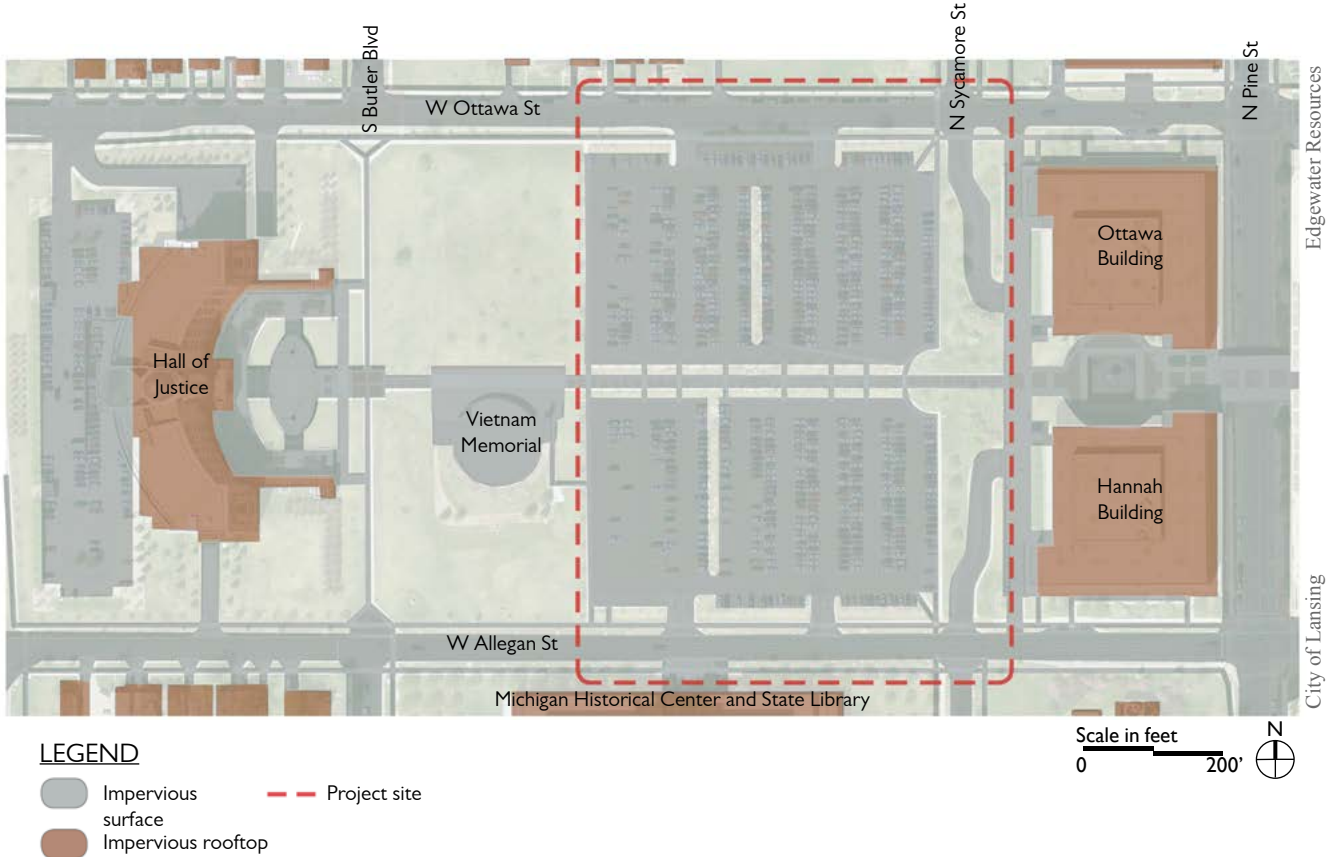 S Butler Blvd
N Sycamore St
N Pine St
W Ottawa St
Edgewater Resources
Ottawa
Building
Hall of
Justice
Vietnam
Memorial
Hannah
Building
W Allegan St
City of Lansing
Michigan Historical Center and State Library
LEGEND
Impervious
surface
Project site
Impervious rooftop
Scale in feet
0 200'
N